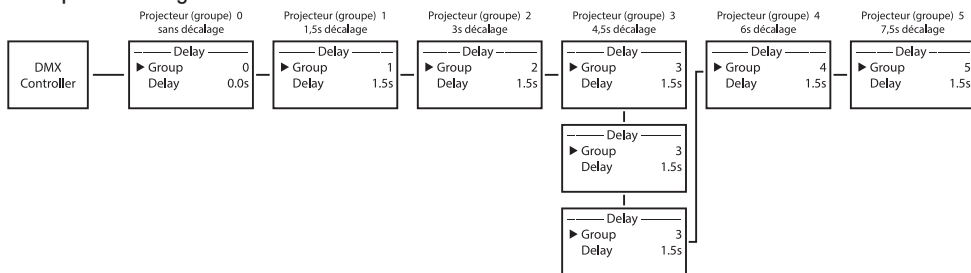 Projecteur (groupe) 0
sans décalage
Projecteur (groupe) 1
1,5s décalage
Projecteur (groupe) 2
3s décalage
Projecteur (groupe) 3
4,5s décalage
Projecteur (groupe) 4
6s décalage
Projecteur (groupe) 5
7,5s décalage
DMX
Controller
Delay
▶ Group 0
Delay 0.0s
Delay
▶ Group 1
Delay 1.5s
Delay
▶ Group 2
Delay 1.5s
Delay
▶ Group 3
Delay 1.5s
Delay
▶ Group 4
Delay 1.5s
Delay
▶ Group 5
Delay 1.5s
Delay
▶ Group 3
Delay 1.5s
Delay
▶ Group 3
Delay 1.5s